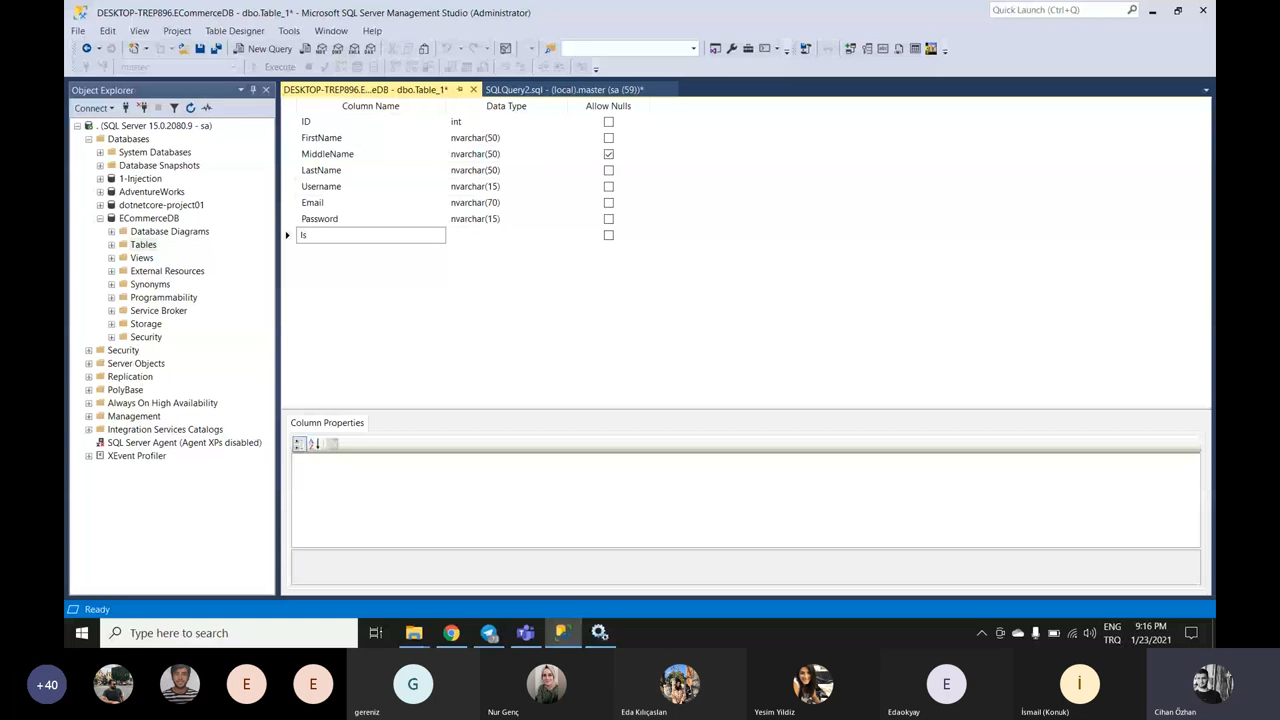 DESKTOP-TREP896.ECommerceDB - dbo.Table_1* - Microsoft SQL Server Management Studio (Administrator)
Quick Launch (Ctrl+Q)
File Edit View Project Table Designer Tools Window Help
New Query
master
Execute
Object Explorer
DESKTOP-TREP896.E...eDB - dbo.Table_1*
SQLQuery2.sql - (local).master (sa (59))*
Connect
. (SQL Server 15.0.2080.9 - sa)
Databases
System Databases
Database Snapshots
1-Injection
AdventureWorks
dotnetcore-project01
ECommerceDB
Database Diagrams
Tables
Views
External Resources
Synonyms
Programmability
Service Broker
Storage
Security
Security
Server Objects
Replication
PolyBase
Always On High Availability
Management
Integration Services Catalogs
SQL Server Agent (Agent XPs disabled)
XEvent Profiler
Column Name Data Type Allow Nulls
ID int
FirstName nvarchar(50)
MiddleName nvarchar(50)
LastName nvarchar(50)
Username nvarchar(15)
Email nvarchar(70)
Password nvarchar(15)
Is
Column Properties
Ready
Type here to search
ENG
TRQ
9:16 PM
1/23/2021
+40
E
E
G
E
İ
gereniz
Nur Genç
Eda Kılıçaslan
Yesim Yildiz
Edaokyay
İsmail (Konuk)
Cihan Özhan